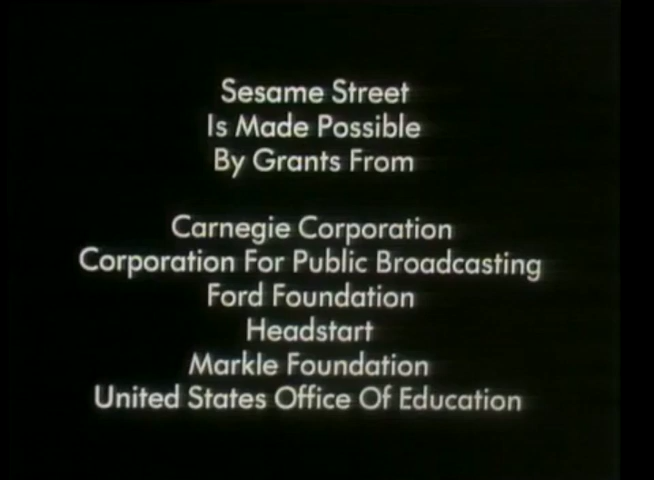 Sesame Street
Is Made Possible
By Grants From
Carnegie Corporation
Corporation For Public Broadcasting
Ford Foundation
Headstart
Markle Foundation
United States Office Of Education